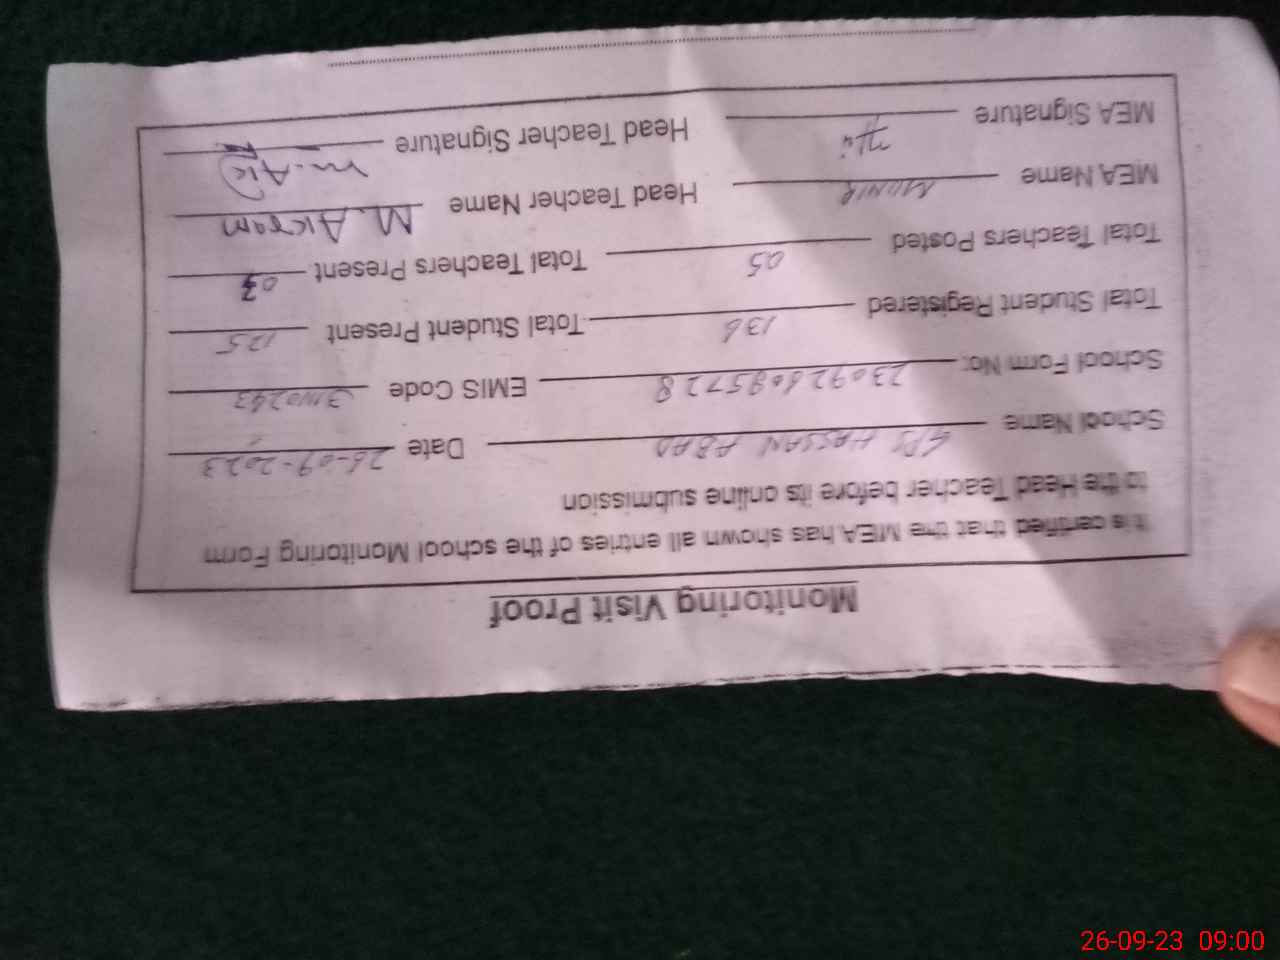 Monitoring Visit Proof
It is certified that the MEA has shown all entries of the school Monitoring Form
to the Head Teacher before its online submission
School Name GPS HASSAN ABAD Date 26-09-2023
School Form No: 230926095728 EMIS Code
Total Student Registered 136 Total Student Present 125
Total Teachers Posted 05 Total Teachers Present
MEA Name MUNIR Head Teacher Name M. Akram
MEA Signature Head Teacher Signature
26-09-23 09:00